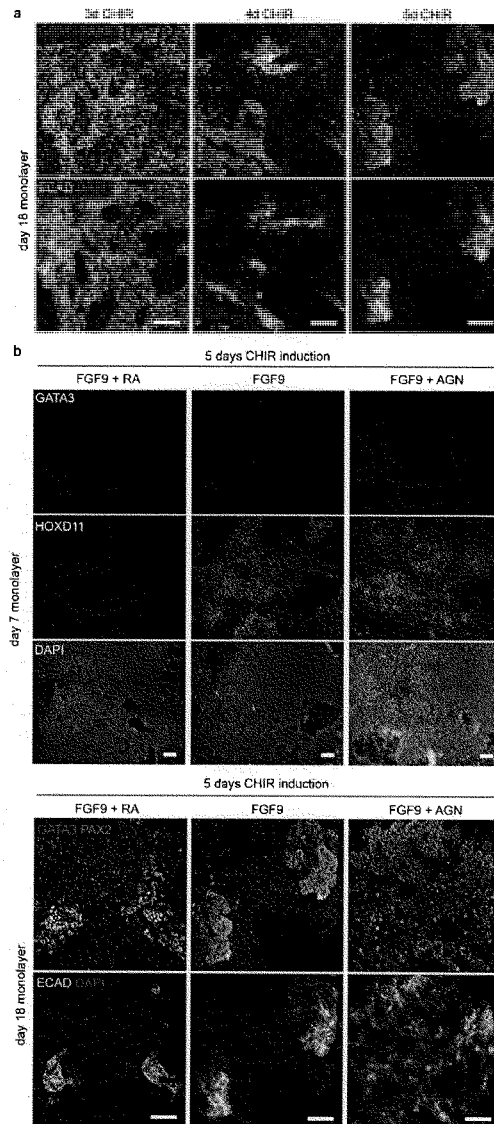 a
3d CHIR 4d CHIR 5d CHIR
day 18 monolayer
b
5 days CHIR induction
FGF9 + RA FGF9 FGF9 + AGN
GATA3
HOXD11
DAPI
day 7 monolayer
5 days CHIR induction
FGF9 + RA FGF9 FGF9 + AGN
GATA3 PAX2
ECAD DAPI
day 18 monolayer